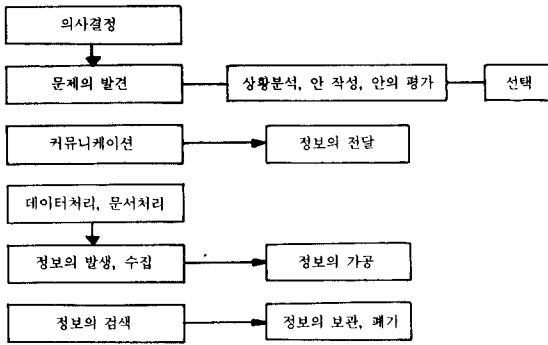 의사결정
문제의 발견
상황분석, 안 작성, 안의 평가
선택
커뮤니케이션
정보의 전달
데이터처리, 문서처리
정보의 발생, 수집
정보의 가공
정보의 검색
정보의 보관, 폐가